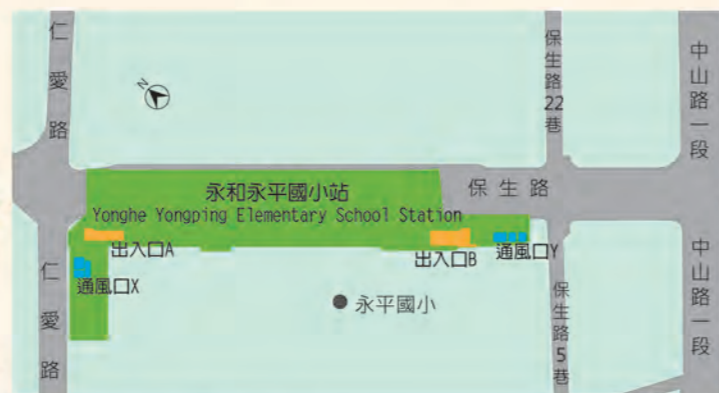 仁愛路
N
保生路22巷
中山路一段
永和永平國小站
保生路
Yonghe Yongping Elementary School Station
出入口A
出入口B
通風口Y
通風口X
仁愛路
永平國小
保生路5巷
中山路一段